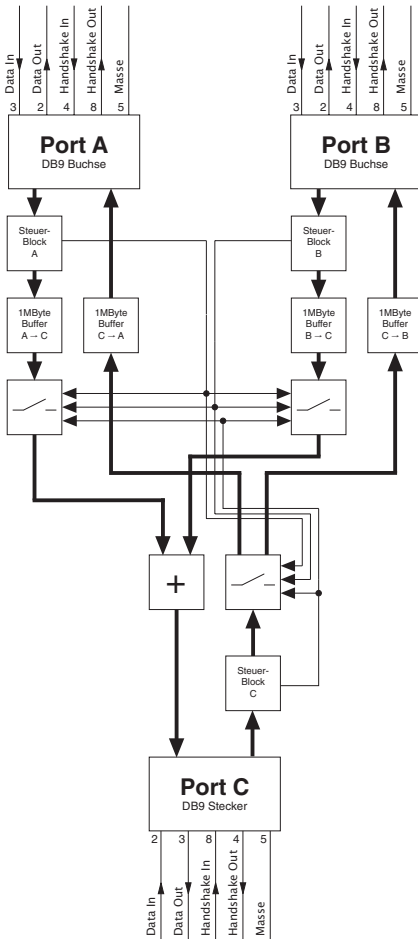 Data In
Data Out
Handshake In
Handshake Out
Masse
3
2
4
8
5
Port A
DB9 Buchse
Data In
Data Out
Handshake In
Handshake Out
Masse
3
2
4
8
5
Port B
DB9 Buchse
Steuer-
Block
A
Steuer-
Block
B
1MByte
Buffer
A → C
1MByte
Buffer
C → A
1MByte
Buffer
B → C
1MByte
Buffer
C → B
+
Steuer-
Block
C
Port C
DB9 Stecker
2
3
8
4
5
Data In
Data Out
Handshake In
Handshake Out
Masse